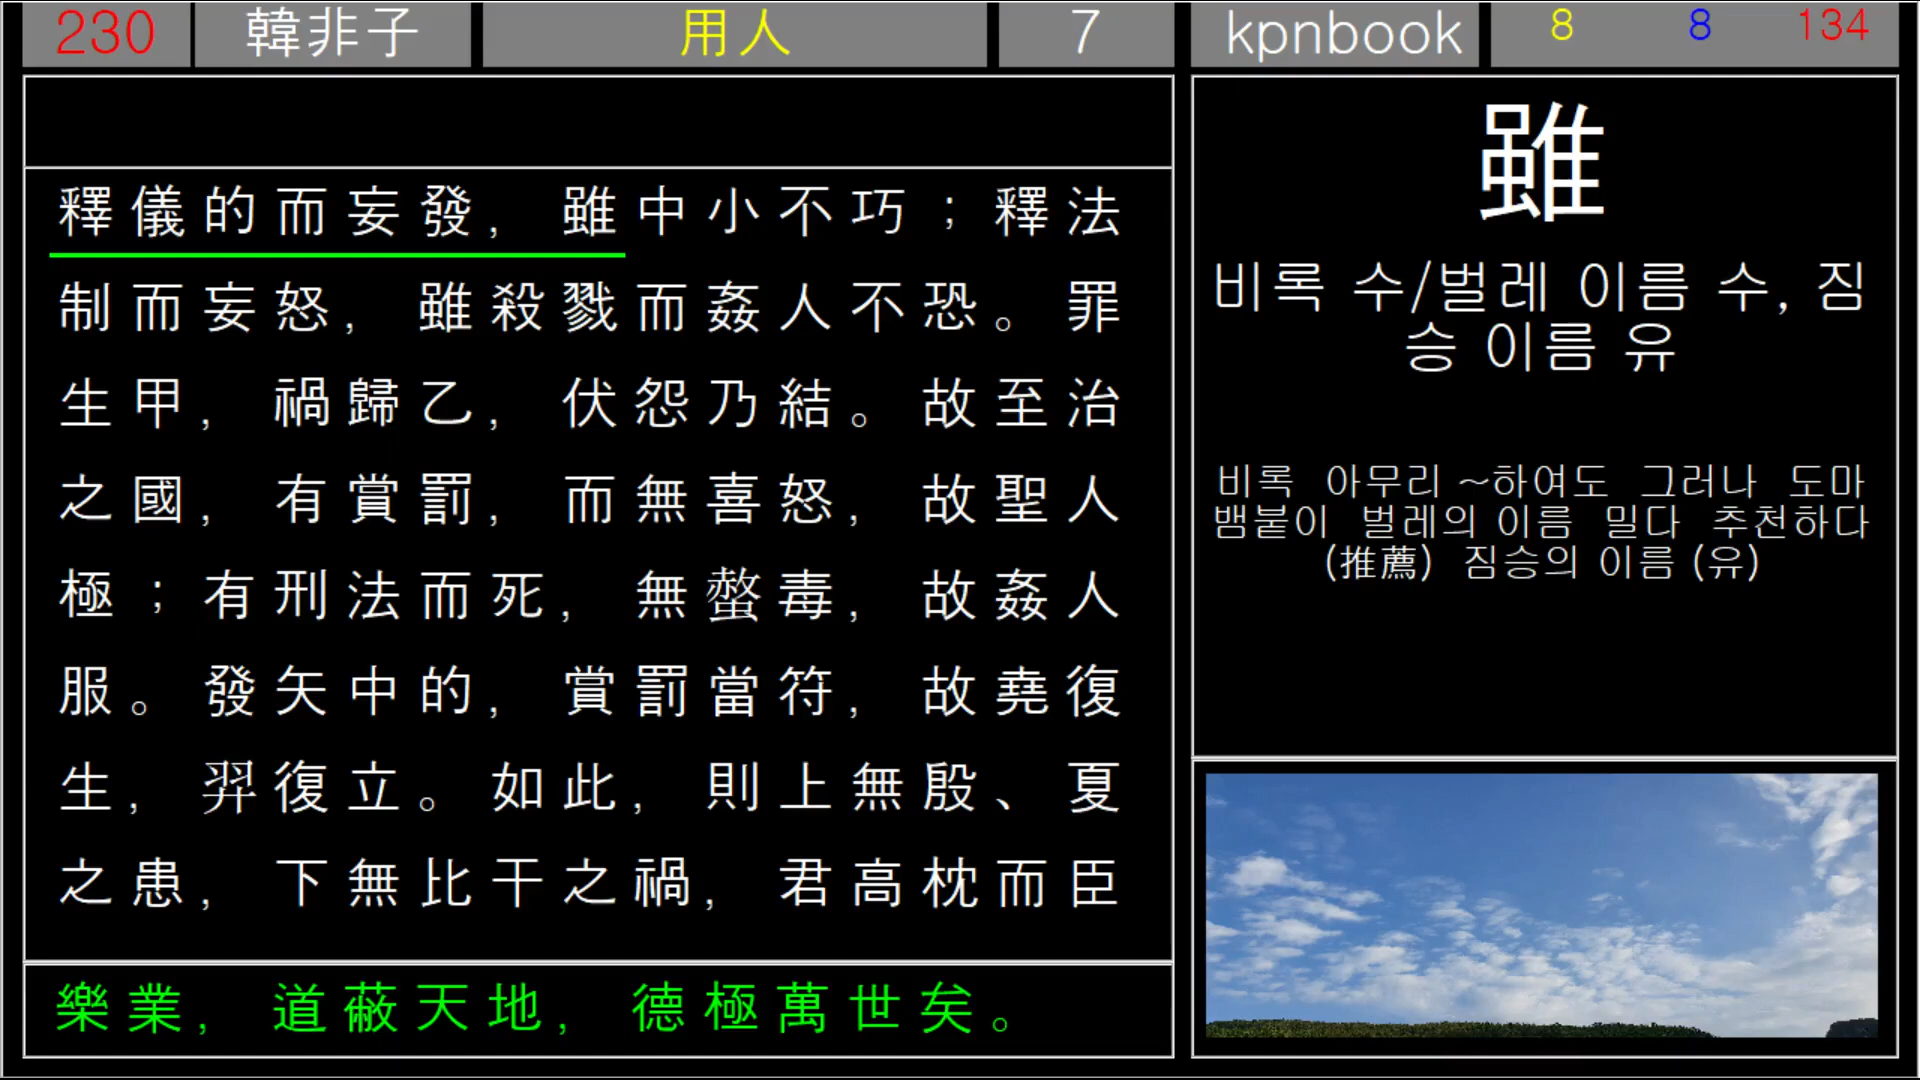 230 韓非子 用人 7 kpnbook 8 8 134
釋儀的而妄發, 雖中小不巧;釋法
制而妄怒, 雖殺戮而姦人不恐。罪
生甲, 禍歸乙, 伏怨乃結。故至治
之國, 有賞罰, 而無喜怒, 故聖人
極;有刑法而死, 無螫毒, 故姦人
服。發矢中的, 賞罰當符, 故堯復
生, 羿復立。如此, 則上無殷、夏
之患, 下無比干之禍, 君高枕而臣
樂業, 道蔽天地, 德極萬世矣。
雖
비록 수/벌레 이름 수, 짐
승 이름 유
비록 아무리 ~하여도 그러나 도마
뱀붙이 벌레의 이름 밀다 추천하다
(推薦) 짐승의 이름 (유)